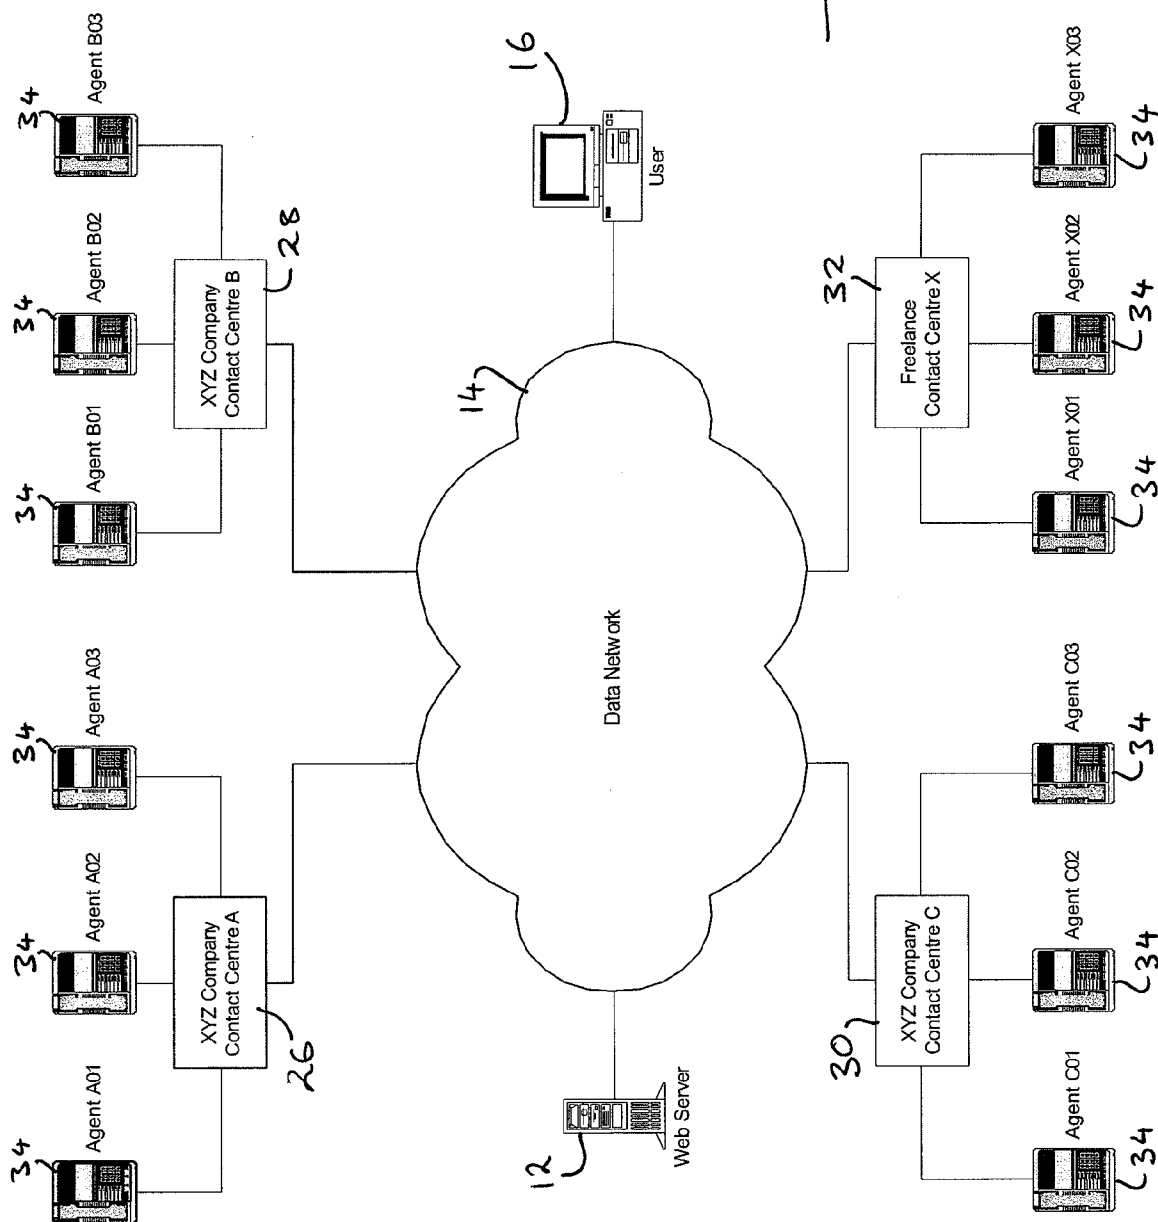 34
34
34
34
34
34
Agent A01
Agent A02
Agent A03
Agent B01
Agent B02
Agent B03
XYZ Company
Contact Centre A
XYZ Company
Contact Centre B
26
28
14
16
12
Data Network
Web Server
User
30
32
XYZ Company
Contact Centre C
Freelance
Contact Centre X
Agent C01
Agent C02
Agent C03
Agent X01
Agent X02
Agent X03
34
34
34
34
34
34